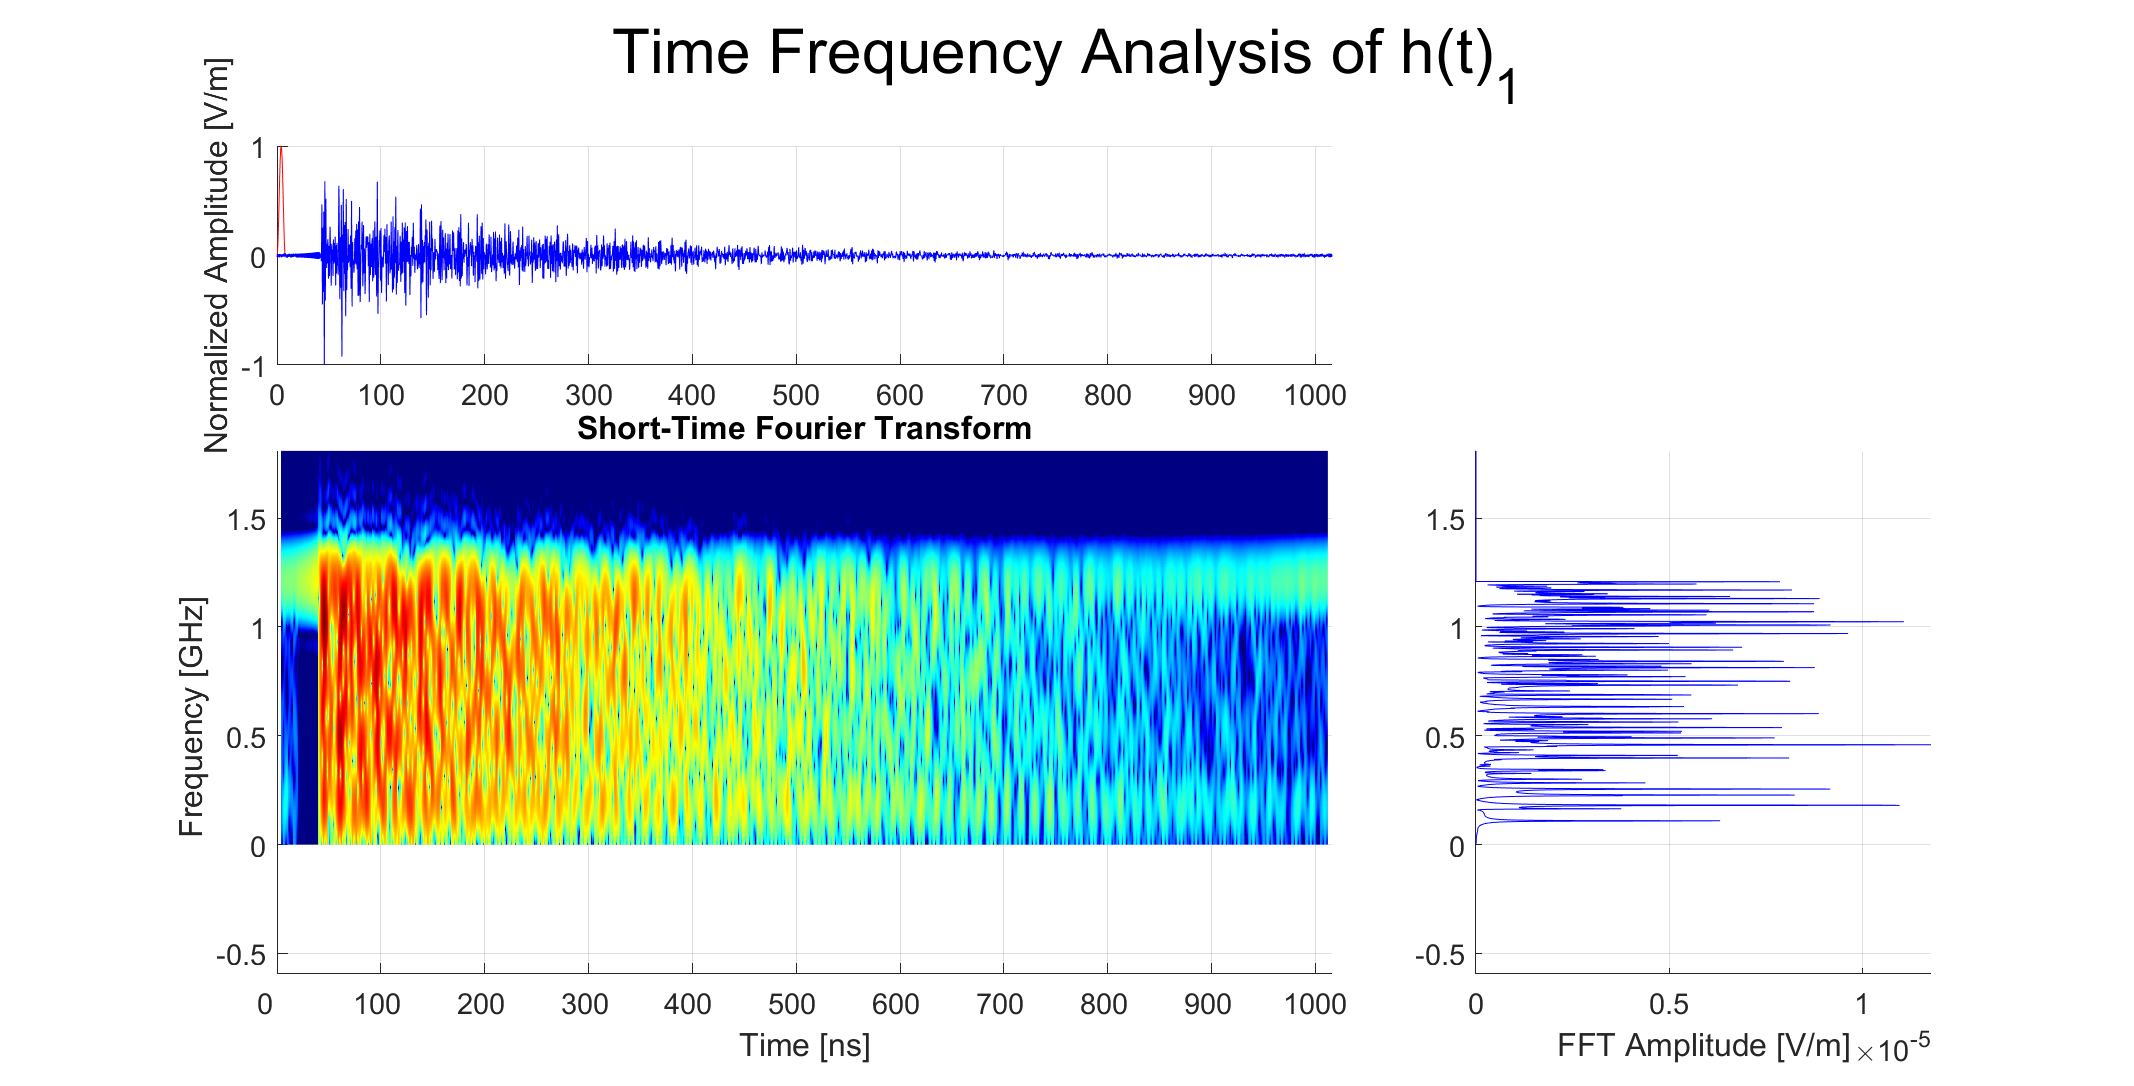 Time Frequency Analysis of h(t)1
Normalized Amplitude [V/m]
1
0
-1
0 100 200 300 400 500 600 700 800 900 1000
Short-Time Fourier Transform
Frequency [GHz]
1.5
1
0.5
0
-0.5
0 100 200 300 400 500 600 700 800 900 1000
Time [ns]
1.5
1
0.5
0
-0.5
0 0.5 1
FFT Amplitude [V/m] ×10-5